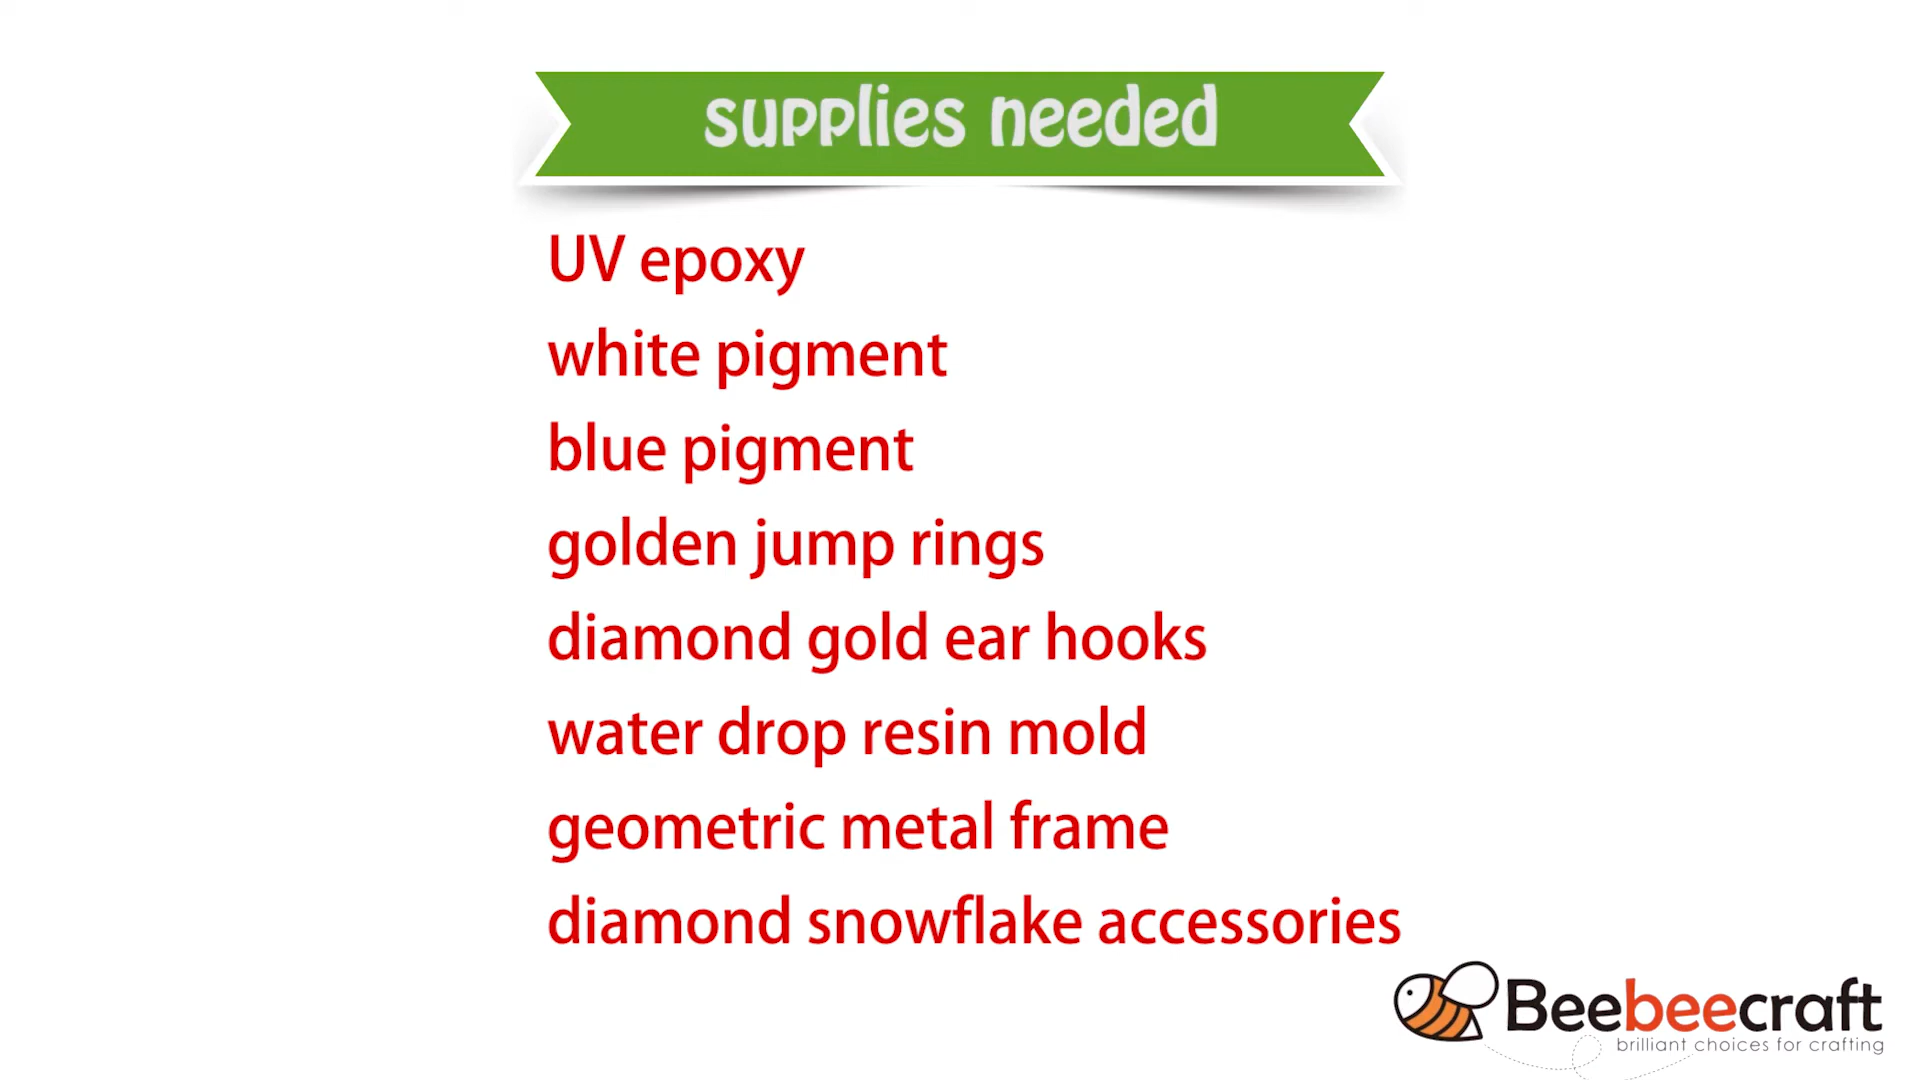 supplies needed
UV epoxy
white pigment
blue pigment
golden jump rings
diamond gold ear hooks
water drop resin mold
geometric metal frame
diamond snowflake accessories
Beebeecraft
brilliant choices for crafting